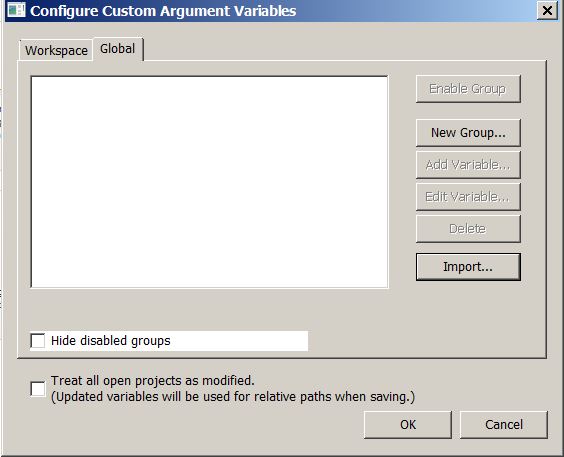 Configure Custom Argument Variables
Workspace
Global
Enable Group
New Group...
Add Variable...
Edit Variable...
Delete
Import...
Hide disabled groups
Treat all open projects as modified.
(Updated variables will be used for relative paths when saving.)
OK
Cancel